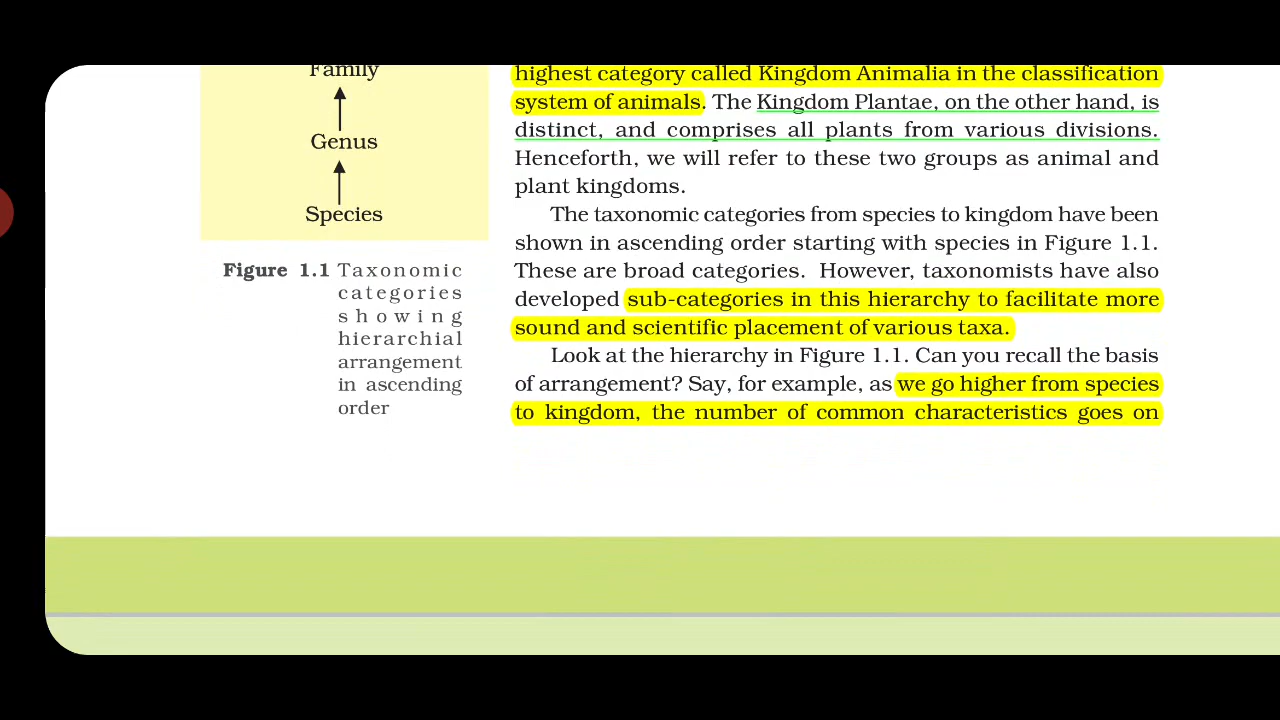 Family
Genus
Species
Figure 1.1 Taxonomic
categories
showing
hierarchial
arrangement
in ascending
order
highest category called Kingdom Animalia in the classification
system of animals. The Kingdom Plantae, on the other hand, is
distinct, and comprises all plants from various divisions.
Henceforth, we will refer to these two groups as animal and
plant kingdoms.
The taxonomic categories from species to kingdom have been
shown in ascending order starting with species in Figure 1.1.
These are broad categories. However, taxonomists have also
developed sub-categories in this hierarchy to facilitate more
sound and scientific placement of various taxa.
Look at the hierarchy in Figure 1.1. Can you recall the basis
of arrangement? Say, for example, as we go higher from species
to kingdom, the number of common characteristics goes on